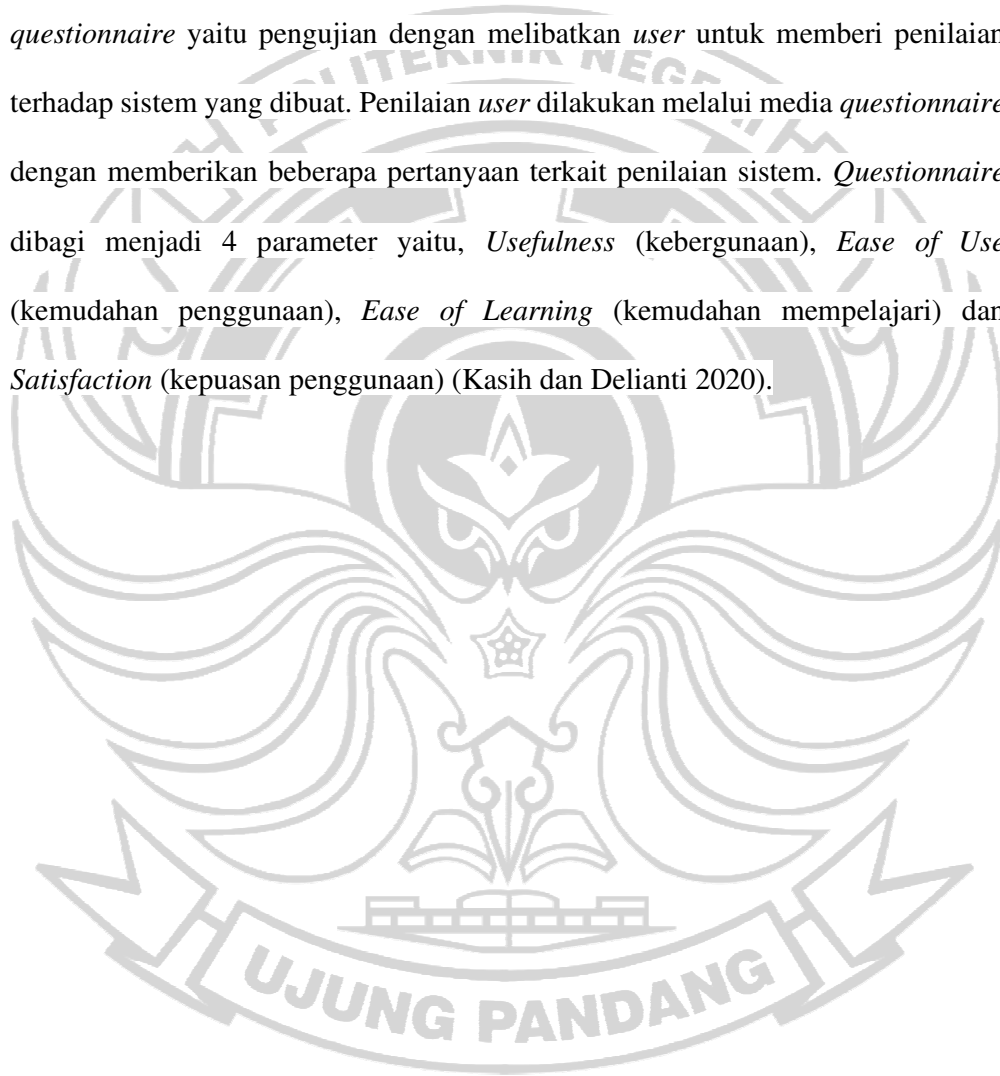 questionnaire yaitu pengujian dengan melibatkan user untuk memberi penilaian
terhadap sistem yang dibuat. Penilaian user dilakukan melalui media questionnaire
dengan memberikan beberapa pertanyaan terkait penilaian sistem. Questionnaire
dibagi menjadi 4 parameter yaitu, Usefulness (kebergunaan), Ease of Use
(kemudahan penggunaan), Ease of Learning (kemudahan mempelajari) dan
Satisfaction (kepuasan penggunaan) (Kasih dan Delianti 2020).
UJUNG PANDANG